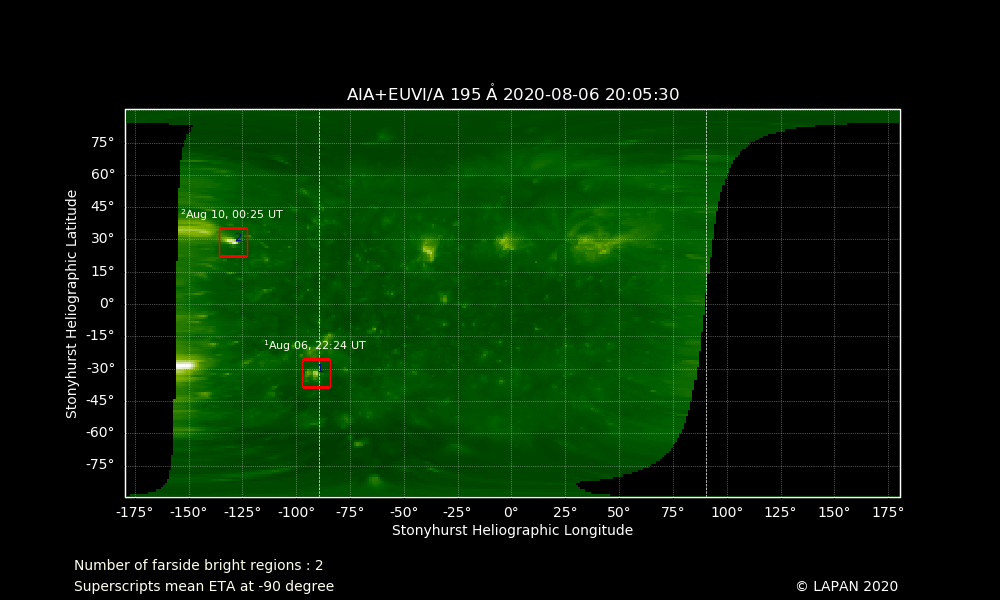 AIA+EUVI/A 195 Å 2020-08-06 20:05:30
Stonyhurst Heliographic Latitude
75°
60°
45°
30°
15°
0°
-15°
-30°
-45°
-60°
-75°
²Aug 10, 00:25 UT
¹Aug 06, 22:24 UT
-175° -150° -125° -100° -75° -50° -25° 0° 25° 50° 75° 100° 125° 150° 175°
Stonyhurst Heliographic Longitude
Number of farside bright regions : 2
Superscripts mean ETA at -90 degree
© LAPAN 2020